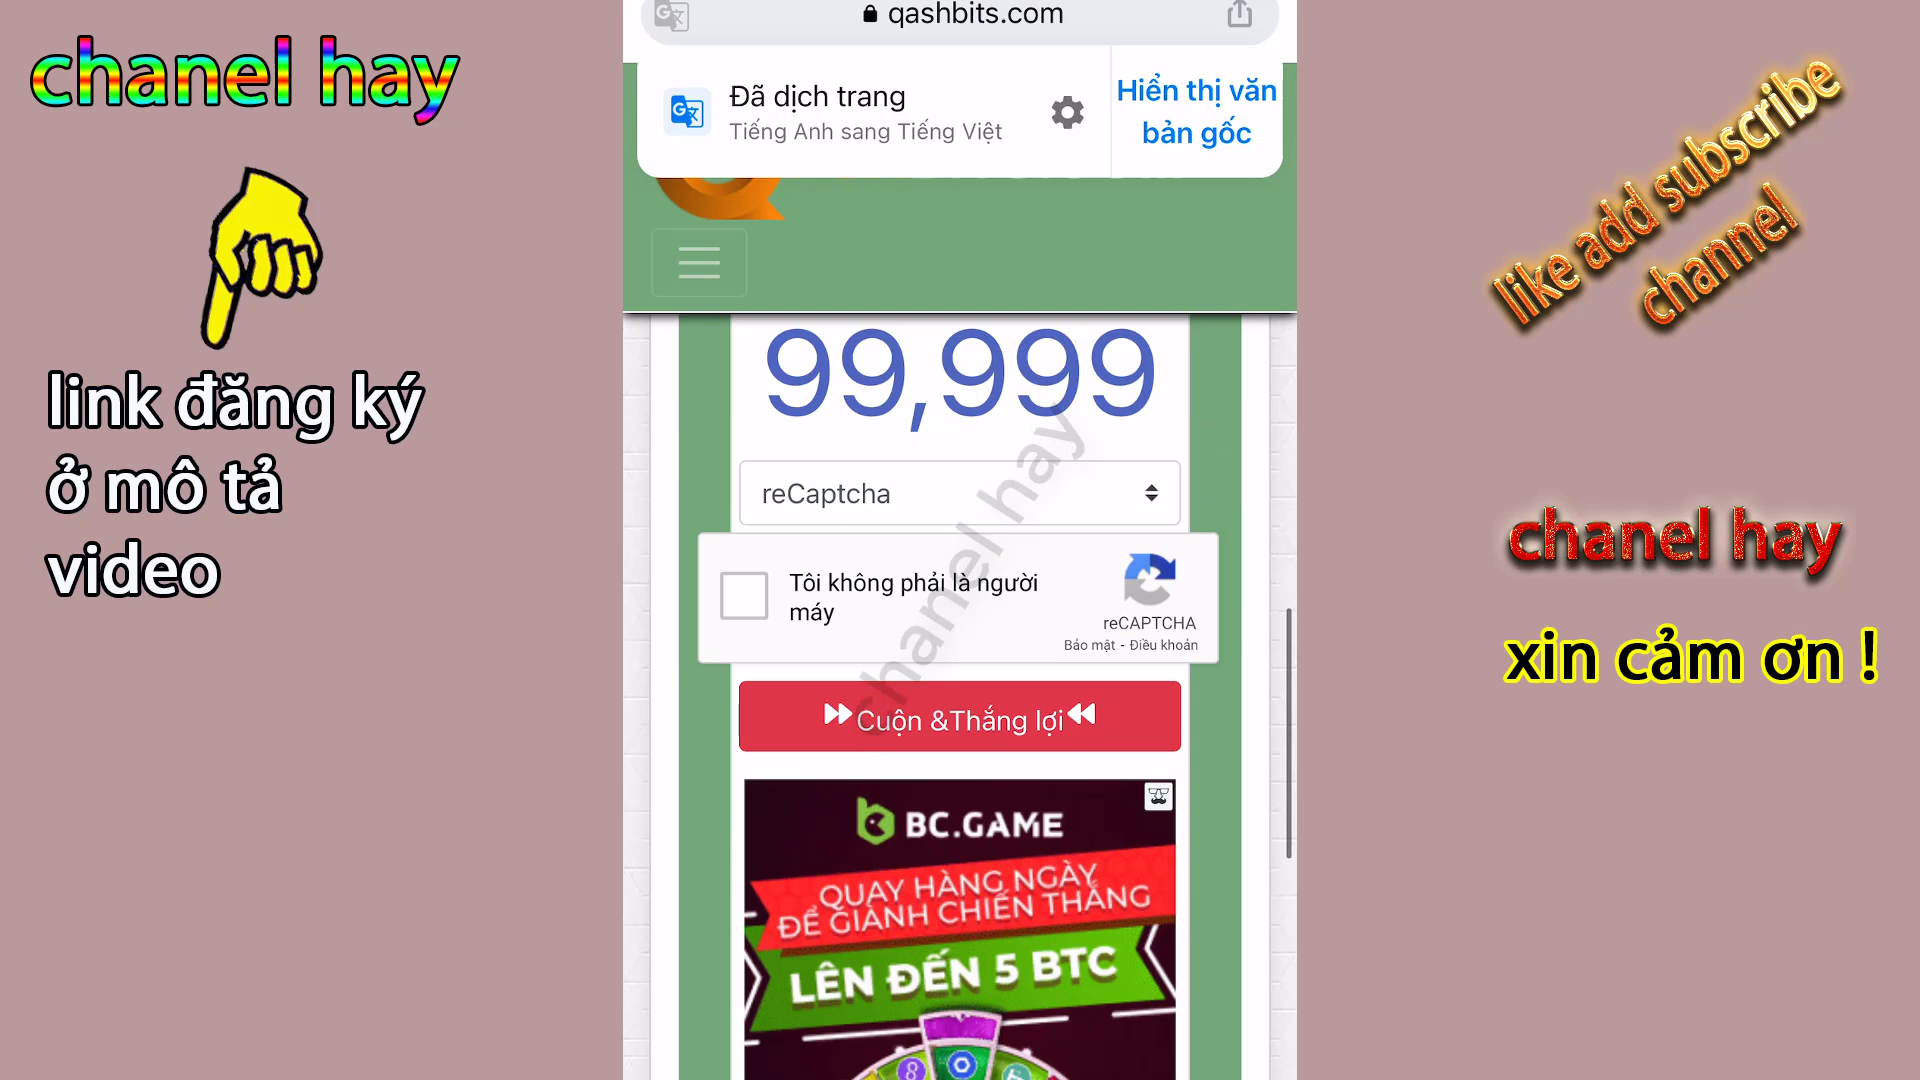 chanel hay
link đăng ký
ở mô tả
video
qashbits.com
Đã dịch trang
Tiếng Anh sang Tiếng Việt
Hiển thị văn
bản gốc
99,999
reCaptcha
Tôi không phải là người
máy
reCAPTCHA
Bảo mật - Điều khoản
Cuộn &Thắng lợi
chanel hay
BC.GAME
QUAY HÀNG NGÀY
ĐỂ GIÀNH CHIẾN THẮNG
LÊN ĐẾN 5 BTC
like add subscribe
channel
chanel hay
xin cảm ơn !